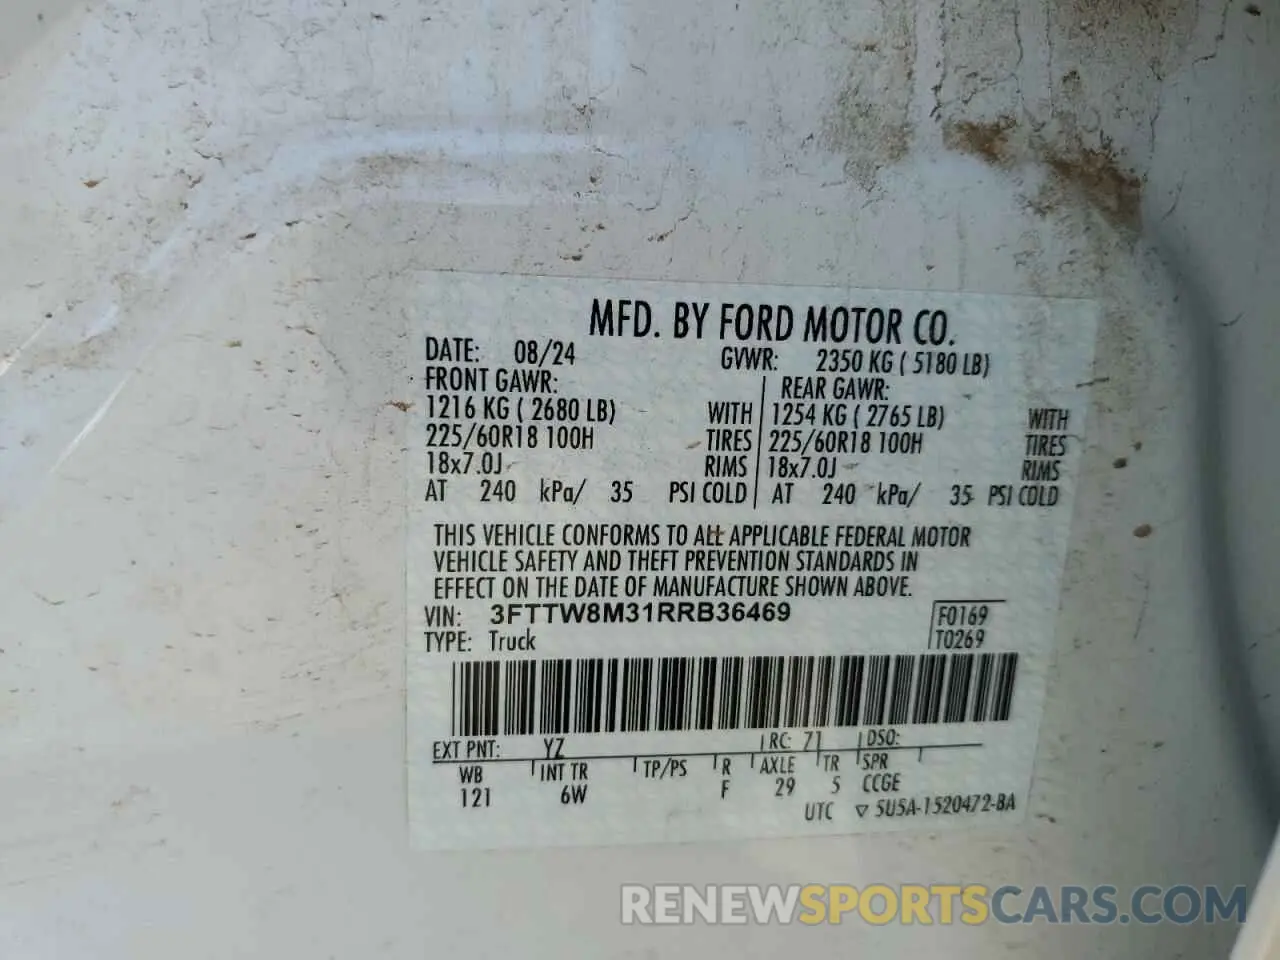 MFD. BY FORD MOTOR CO.
DATE: 08/24 GVWR: 2350 KG ( 5180 LB)
FRONT GAWR: REAR GAWR:
1216 KG ( 2680 LB) WITH 1254 KG ( 2765 LB) WITH
225/60R18 100H TIRES 225/60R18 100H TIRES
18x7.0J RIMS 18x7.0J RIMS
AT 240 kPa/ 35 PSI COLD AT 240 kPa/ 35 PSI COLD
THIS VEHICLE CONFORMS TO ALL APPLICABLE FEDERAL MOTOR
VEHICLE SAFETY AND THEFT PREVENTION STANDARDS IN
EFFECT ON THE DATE OF MANUFACTURE SHOWN ABOVE.
VIN: 3FTTW8M31RRB36469 F0169
TYPE: Truck T0269
EXT PNT: YZ RC: 71 DSO:
WB INT TR TP/PS R AXLE TR SPR
121 6W F 29 5 CCGE
UTC ▽ 5U5A-1520472-BA
RENEWSPORTSCARS.COM